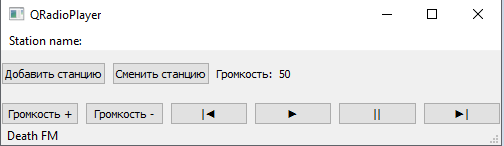 QRadioPlayer
Station name:
Добавить станцию Сменить станцию Громкость: 50
Громкость + Громкость -
Death FM